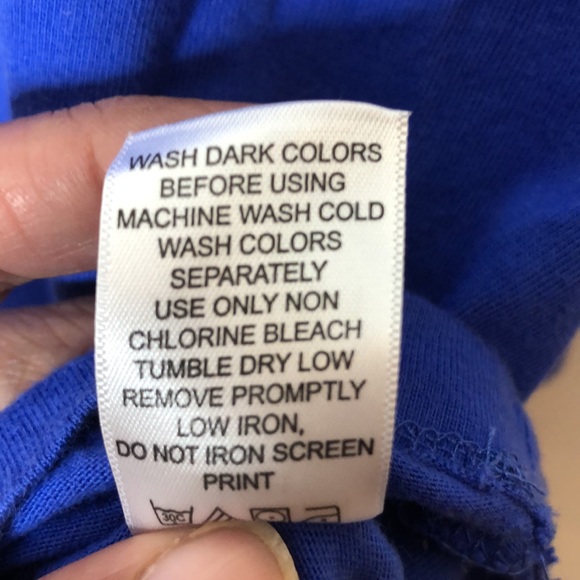 WASH DARK COLORS
BEFORE USING
MACHINE WASH COLD
WASH COLORS
SEPARATELY
USE ONLY NON
CHLORINE BLEACH
TUMBLE DRY LOW
REMOVE PROMPTLY
LOW IRON,
DO NOT IRON SCREEN
PRINT
30C